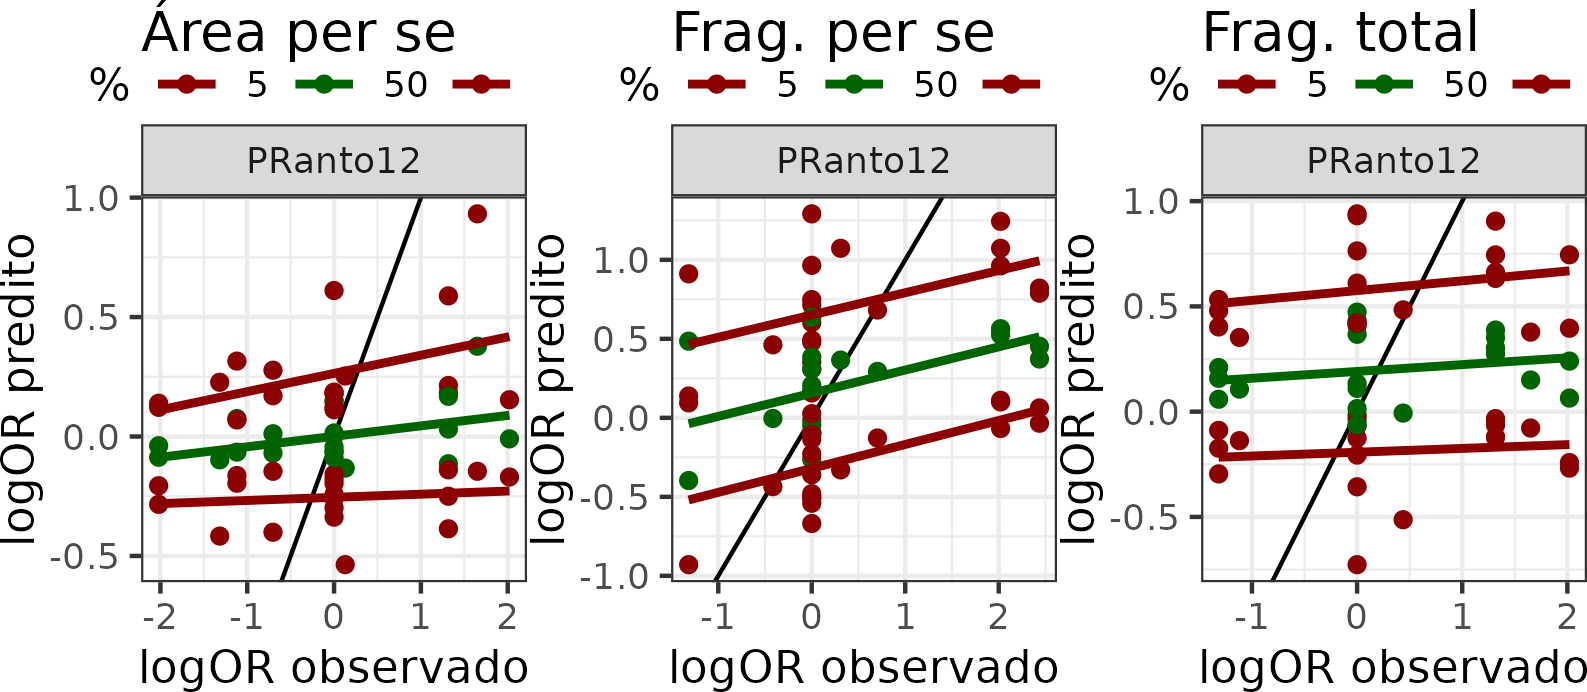 Área per se
% 5 50
PRanto12
1.0
0.5
0.0
-0.5
-2 -1 0 1 2
logOR predito
logOR observado
Frag. per se
% 5 50
PRanto12
1.0
0.5
0.0
-0.5
-1.0
-1 0 1 2
logOR predito
logOR observado
Frag. total
% 5 50
PRanto12
1.0
0.5
0.0
-0.5
-1 0 1 2
logOR predito
logOR observado